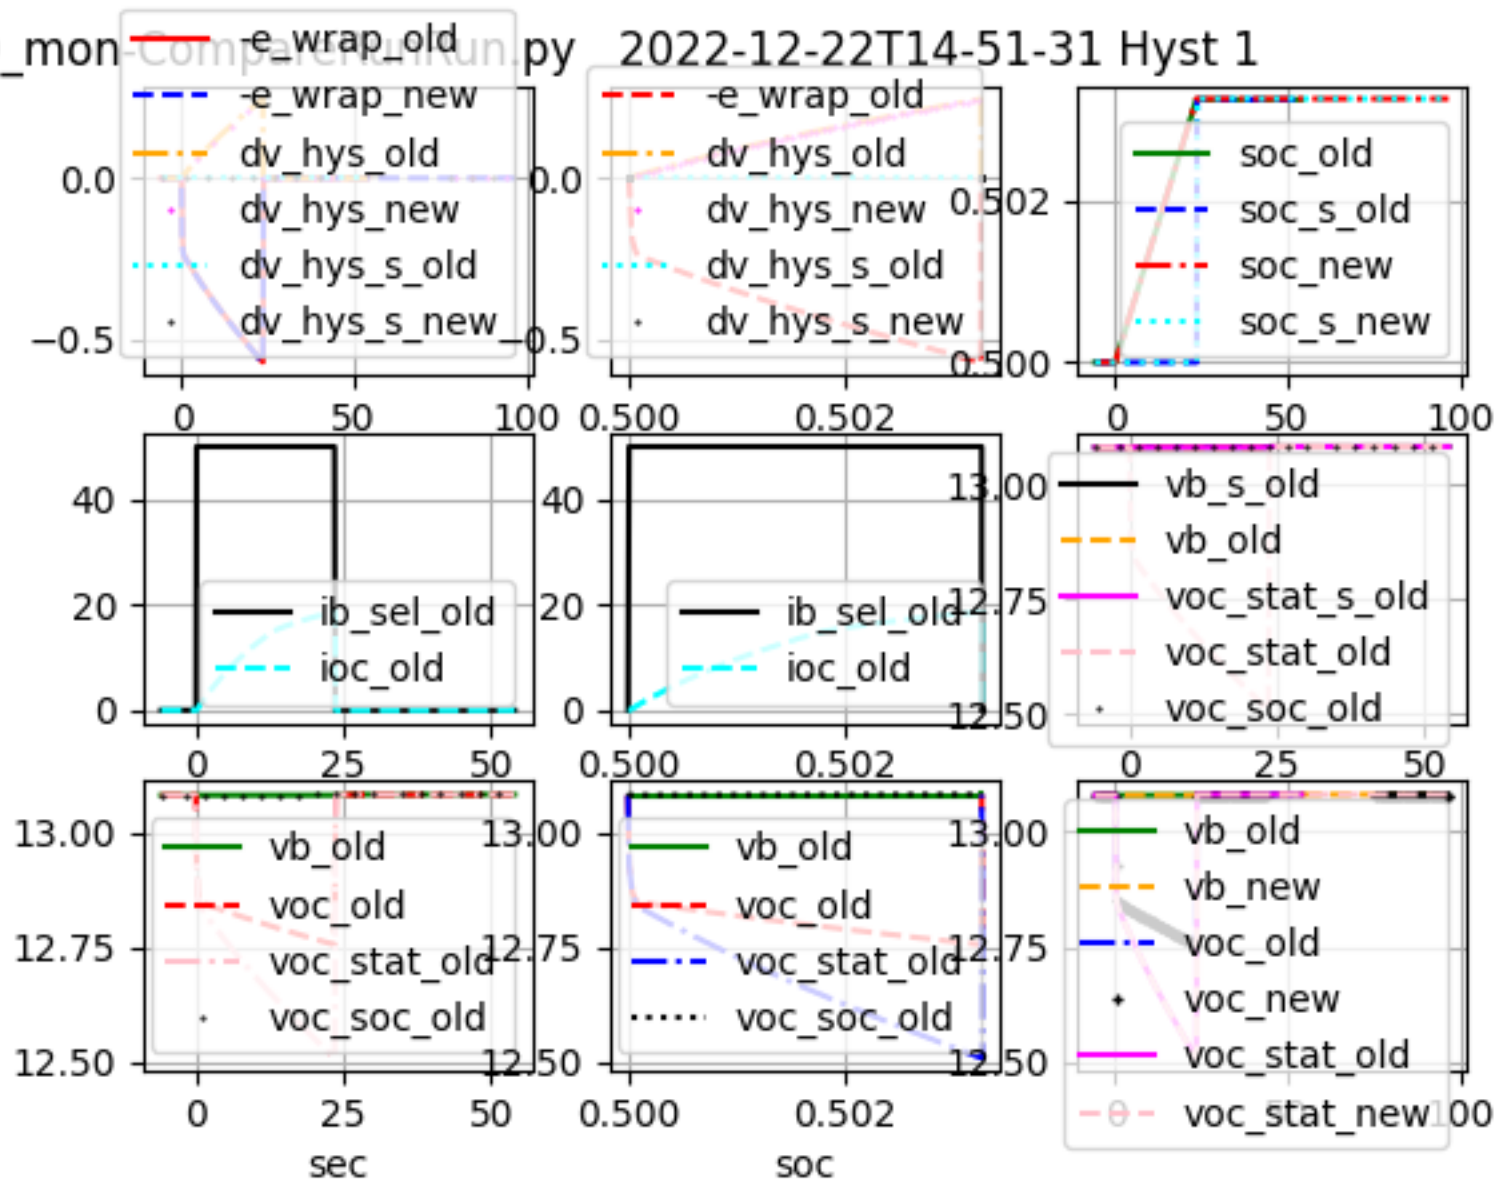 _mon-CompareRunRun.py 2022-12-22T14-51-31 Hyst 1
-e_wrap_old
-e_wrap_new
dv_hys_old
dv_hys_new
dv_hys_s_old
dv_hys_s_new
0.0
−0.5
0 50 100
-e_wrap_old
dv_hys_old
dv_hys_new
dv_hys_s_old
dv_hys_s_new
0.0
−0.5
0.500 0.502
soc_old
soc_s_old
soc_new
soc_s_new
0.502
0.500
0 50 100
40
20
0
ib_sel_old
ioc_old
0 25 50
40
20
0
ib_sel_old
ioc_old
0.500 0.502
13.00
12.75
12.50
vb_s_old
vb_old
voc_stat_s_old
voc_stat_old
voc_soc_old
0 25 50
13.00
12.75
12.50
vb_old
voc_old
voc_stat_old
voc_soc_old
0 25 50
sec
13.00
12.75
12.50
vb_old
voc_old
voc_stat_old
voc_soc_old
0.500 0.502
soc
13.00
12.75
12.50
vb_old
vb_new
voc_old
voc_new
voc_stat_old
voc_stat_new
0 50 100